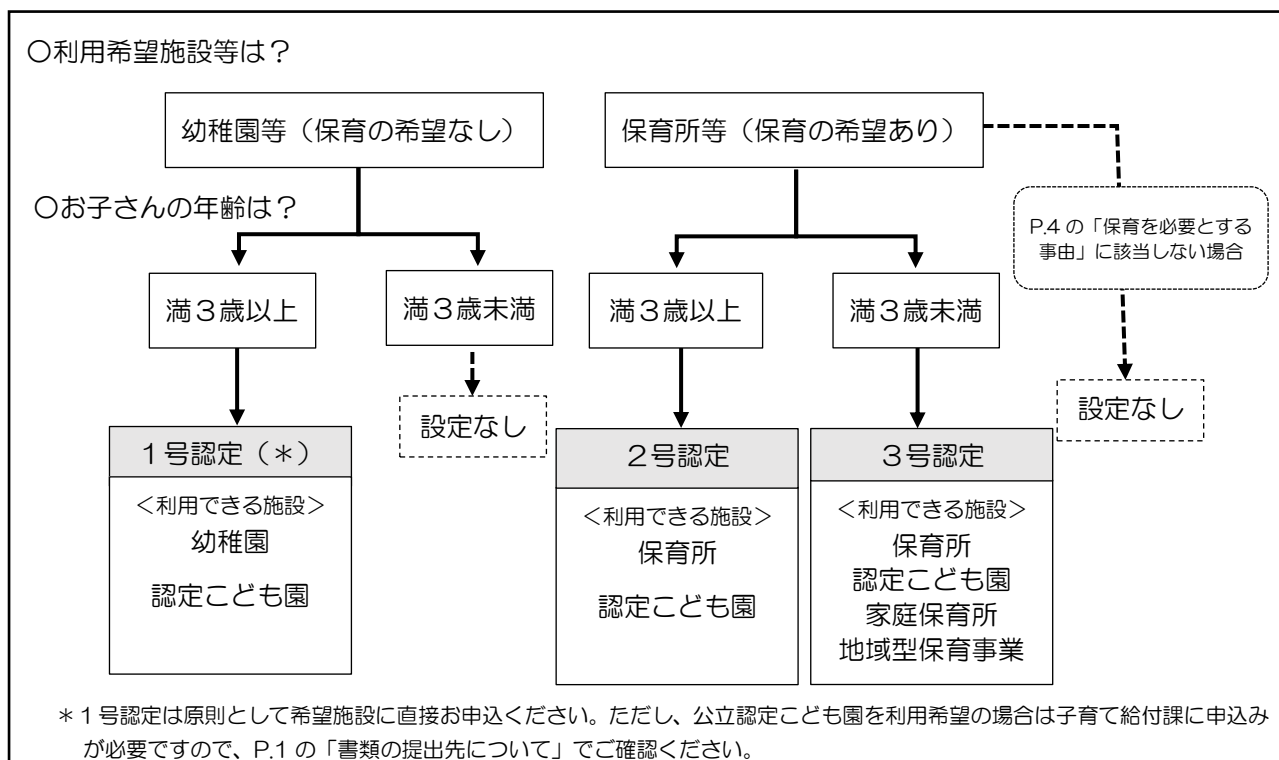 〇利用希望施設等は？
幼稚園等（保育の希望なし）
保育所等（保育の希望あり）
P.4 の「保育を必要とする
事由」に該当しない場合
〇お子さんの年齢は？
満３歳以上
満３歳未満
満３歳以上
満３歳未満
設定なし
設定なし
１号認定（＊）
＜利用できる施設＞
幼稚園
認定こども園
２号認定
＜利用できる施設＞
保育所
認定こども園
３号認定
＜利用できる施設＞
保育所
認定こども園
家庭保育所
地域型保育事業
＊１号認定は原則として希望施設に直接お申込ください。ただし、公立認定こども園を利用希望の場合は子育て給付課に申込み
が必要ですので、P.1 の「書類の提出先について」でご確認ください。